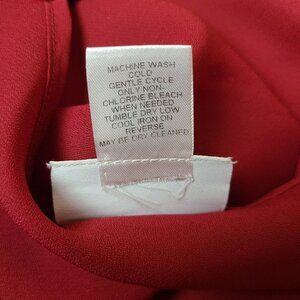 MACHINE WASH
COLD
GENTLE CYCLE
ONLY NON-
CHLORINE BLEACH
WHEN NEEDED
TUMBLE DRY LOW
COOL IRON ON
REVERSE
MAY BE DRY CLEANED